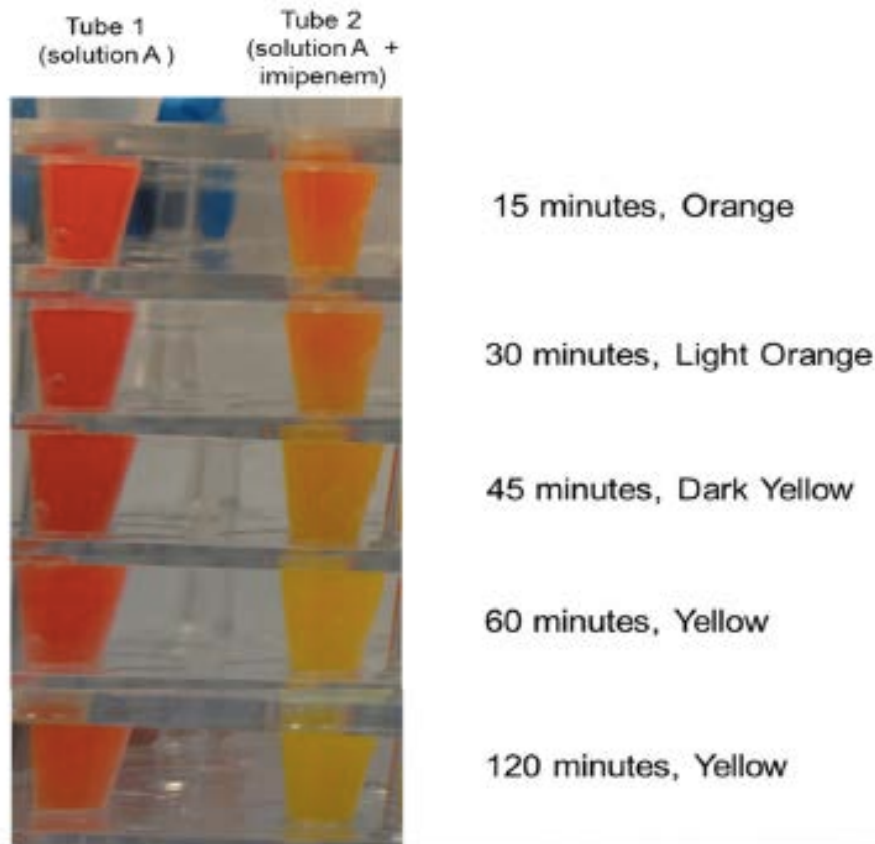 Tube 1
(solution A )
Tube 2
(solution A +
imipenem)
15 minutes, Orange
30 minutes, Light Orange
45 minutes, Dark Yellow
60 minutes, Yellow
120 minutes, Yellow